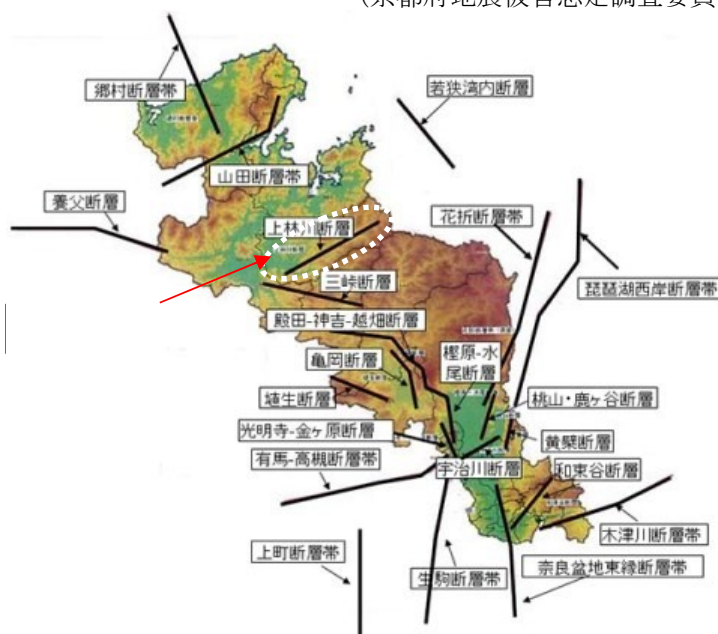 (京都府地震被害想定調査委員
郷村断層帯
若狭湾内断層
山田断層帯
養父断層
上林川断層
花折断層帯
三峠断層
琵琶湖西岸断層帯
殿田-神吉-越畑断層
樫原-水
尾断層
亀岡断層
埴生断層
桃山・鹿ヶ谷断層
光明寺-金ヶ原断層
黄檗断層
有馬-高槻断層帯
宇治川断層
和束谷断層
木津川断層帯
上町断層帯
生駒断層帯
奈良盆地東縁断層帯